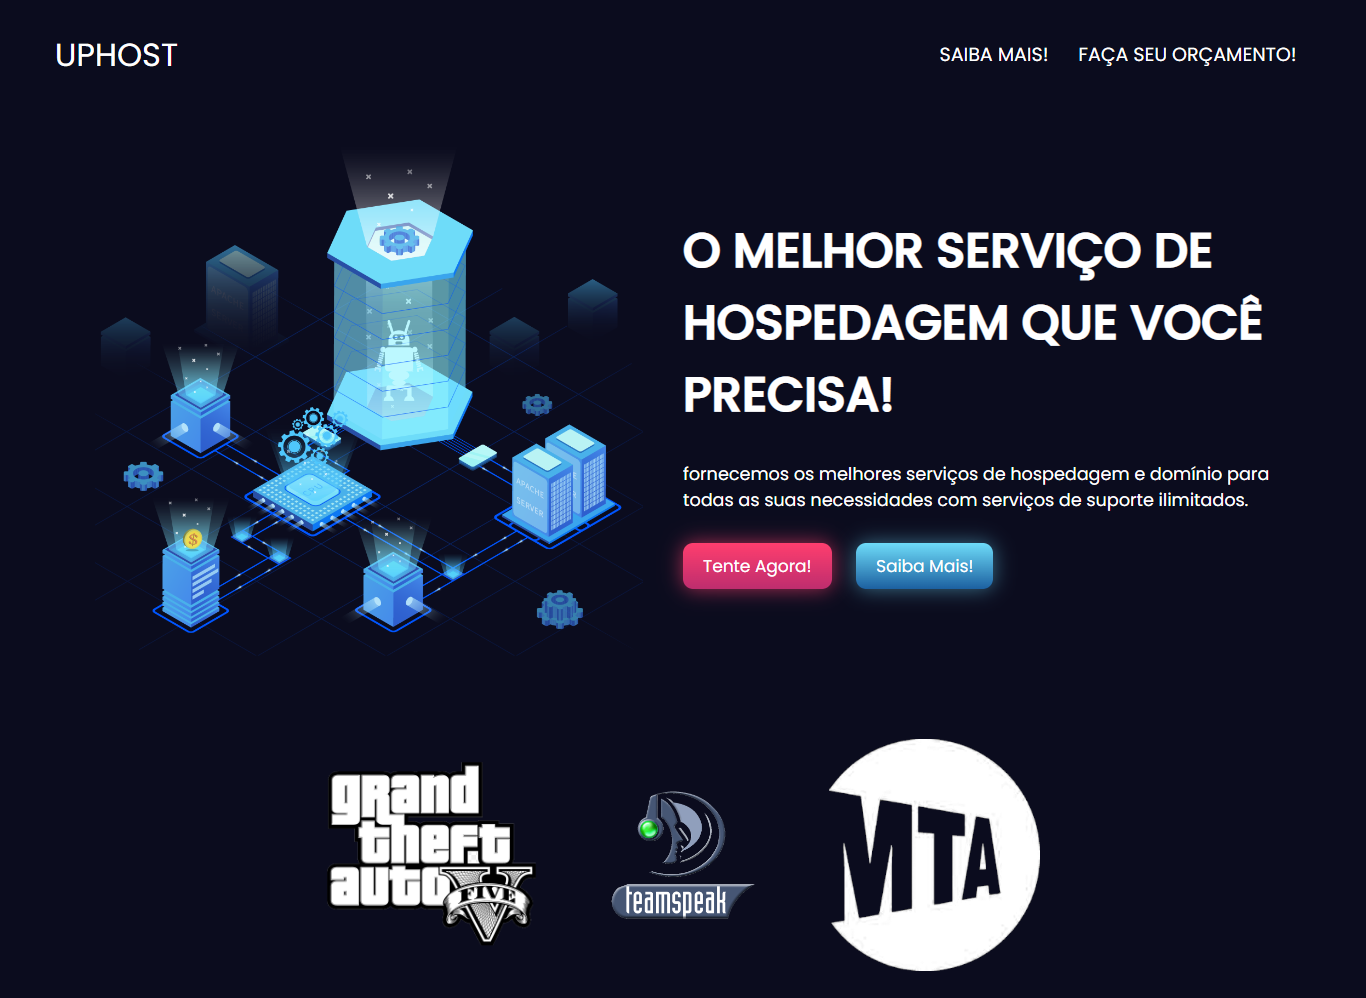 UPHOST
SAIBA MAIS!
FAÇA SEU ORÇAMENTO!
O MELHOR SERVIÇO DE
HOSPEDAGEM QUE VOCÊ
PRECISA!
fornecemos os melhores serviços de hospedagem e domínio para
todas as suas necessidades com serviços de suporte ilimitados.
Tente Agora!
Saiba Mais!
APACHE
SERVER
$
grand
theft
auto
FIVE
V
teamspeak
MTA